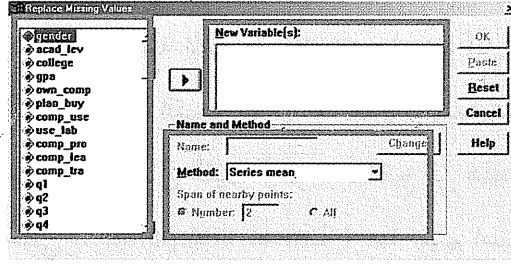 Replace Missing Values
gender
acad_lev
college
gpa
own_comp
plan_buy
comp_use
use_lab
comp_pro
comp_lea
comp_tra
q1
q2
q3
q4
New Variable(s):
OK
Paste
Reset
Cancel
Help
Name and Method
Name:
Change
Method: Series mean
Span of nearby points:
Number: 2
All